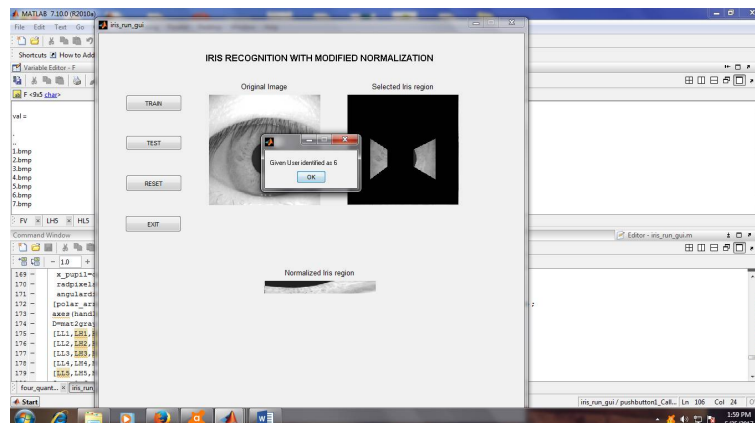 MATLAB 7.10.0 (R2010a)
iris_run_gui
File Edit Text Go
Shortcuts How to Add
Variable Editor - F
F <9x5 char>
val =
.
..
1.bmp
2.bmp
3.bmp
4.bmp
5.bmp
6.bmp
7.bmp
FV LH5 HL5
Command Window
1.0
169 - x_pupil=
170 - radpixels
171 - angulardi
172 - [polar_ar
173 - axes(hand
174 - D=mat2gray
175 - [LL1,LH1,
176 - [LL2,LH2,
177 - [LL3,LH3,
178 - [LL4,LH4,
179 - [LL5,LH5,
four_quant... iris_run
Start
IRIS RECOGNITION WITH MODIFIED NORMALIZATION
Original Image
Selected Iris region
TRAIN
TEST
RESET
EXIT
Given User identified as 6
OK
Normalized Iris region
Editor - iris_run_gui.m
iris_run_gui / pushbutton1_Call... Ln 106 Col 24
1:59 PM